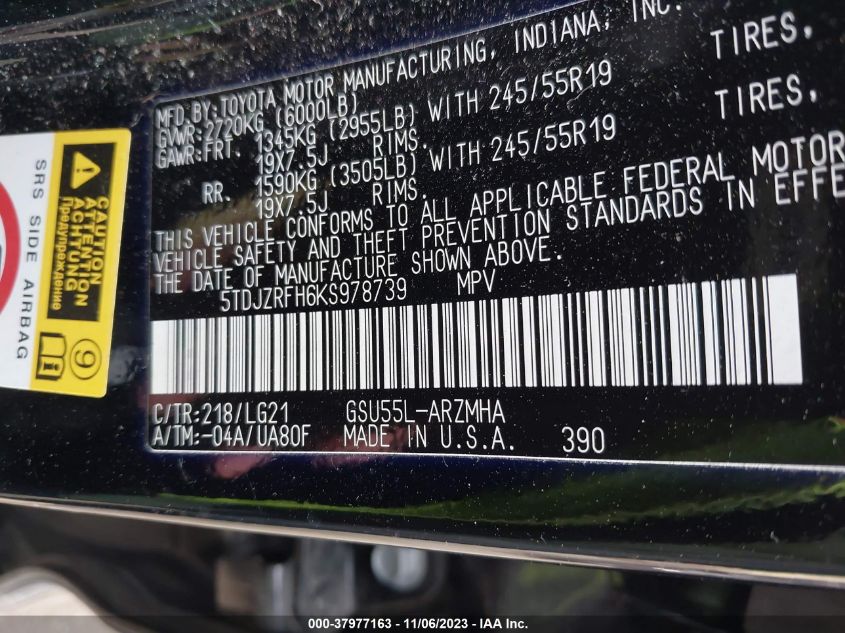 MFD.BY:TOYOTA MOTOR MANUFACTURING, INDIANA, INC.
GVWR:2720KG (6000LB)
GAWR:FRT. 1345KG (2955LB) WITH 245/55R19 TIRES,
19X7.5J RIMS.
RR. 1590KG (3505LB) WITH 245/55R19 TIRES,
19X7.5J RIMS.
THIS VEHICLE CONFORMS TO ALL APPLICABLE FEDERAL MOTOR
VEHICLE SAFETY AND THEFT PREVENTION STANDARDS IN EFFE
THE DATE OF MANUFACTURE SHOWN ABOVE.
5TDJZRFH6KS978739 MPV
C/TR:218/LG21 GSU55L-ARZMHA
A/TM:-04A/UA80F MADE IN U.S.A. 390
SRS SIDE AIRBAG
CAUTION
ATTENTION
ACHTUNG
Предупреждение
9
000-37977163 - 11/06/2023 - IAA Inc.